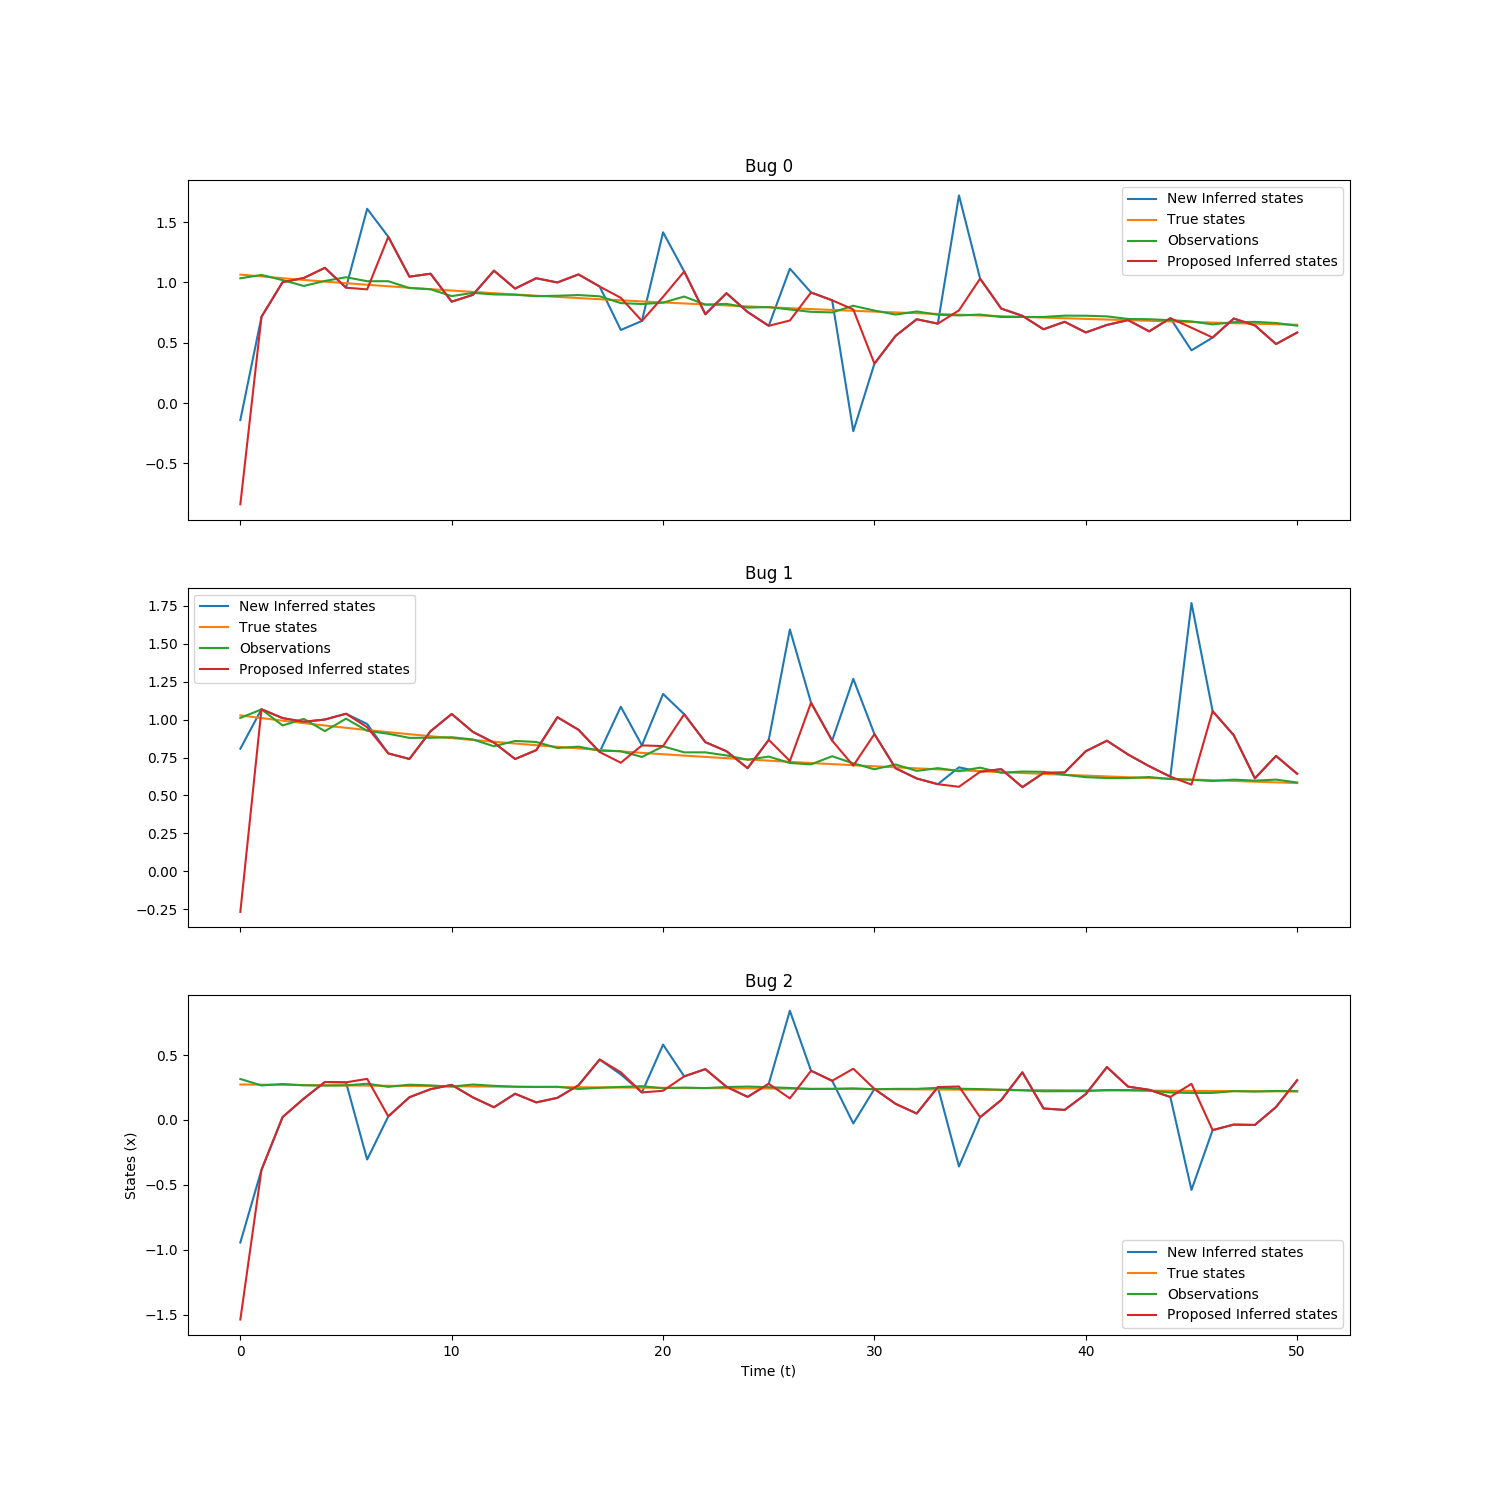 Bug 0
1.5
1.0
0.5
0.0
−0.5
New Inferred states
True states
Observations
Proposed Inferred states
Bug 1
1.75
1.50
1.25
1.00
0.75
0.50
0.25
0.00
−0.25
New Inferred states
True states
Observations
Proposed Inferred states
Bug 2
0.5
0.0
−0.5
−1.0
−1.5
States (x)
New Inferred states
True states
Observations
Proposed Inferred states
0 10 20 30 40 50
Time (t)